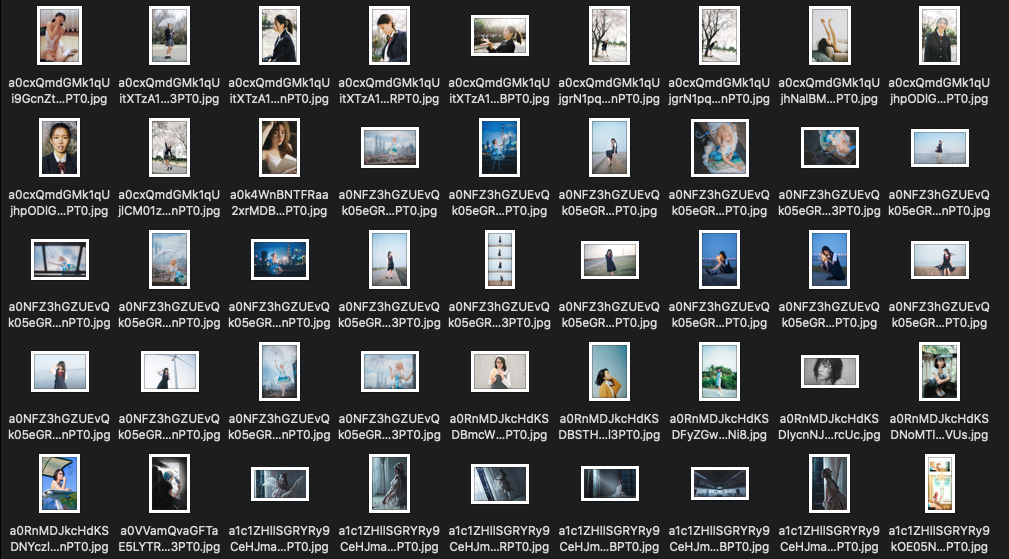 a0cxQmdGMk1qU a0cxQmdGMk1qU a0cxQmdGMk1qU a0cxQmdGMk1qU a0cxQmdGMk1qU a0cxQmdGMk1qU a0cxQmdGMk1qU a0cxQmdGMk1qU a0cxQmdGMk1qU
i9GcnZt...PT0.jpg itXTzA1...3PT0.jpg itXTzA1...nPT0.jpg itXTzA1...RPT0.jpg itXTzA1...BPT0.jpg jgrN1pq...nPT0.jpg jgrN1pq...nPT0.jpg jhNalBM...PT0.jpg jhpODlG...PT0.jpg
a0cxQmdGMk1qU a0cxQmdGMk1qU a0k4WnBNTFRaa a0NFZ3hGZUEvQ a0NFZ3hGZUEvQ a0NFZ3hGZUEvQ a0NFZ3hGZUEvQ a0NFZ3hGZUEvQ a0NFZ3hGZUEvQ
jhpODlG...PT0.jpg jlCM01z...nPT0.jpg 2xrMDB...PT0.jpg k05eGR...PT0.jpg k05eGR...PT0.jpg k05eGR...PT0.jpg k05eGR...PT0.jpg k05eGR...3PT0.jpg k05eGR...nPT0.jpg
a0NFZ3hGZUEvQ a0NFZ3hGZUEvQ a0NFZ3hGZUEvQ a0NFZ3hGZUEvQ a0NFZ3hGZUEvQ a0NFZ3hGZUEvQ a0NFZ3hGZUEvQ a0NFZ3hGZUEvQ a0NFZ3hGZUEvQ
k05eGR...nPT0.jpg k05eGR...nPT0.jpg k05eGR...nPT0.jpg k05eGR...3PT0.jpg k05eGR...3PT0.jpg k05eGR...PT0.jpg k05eGR...PT0.jpg k05eGR...PT0.jpg k05eGR...PT0.jpg
a0NFZ3hGZUEvQ a0NFZ3hGZUEvQ a0NFZ3hGZUEvQ a0NFZ3hGZUEvQ a0RnMDJkcHdKS a0RnMDJkcHdKS a0RnMDJkcHdKS a0RnMDJkcHdKS a0RnMDJkcHdKS
k05eGR...nPT0.jpg k05eGR...nPT0.jpg k05eGR...nPT0.jpg k05eGR...3PT0.jpg DBmcW...PT0.jpg DBSTH...l3PT0.jpg DFyZGw...Ni8.jpg DIycnNJ...rcUc.jpg DNoMTl...VUs.jpg
a0RnMDJkcHdKS a0VVamQvaGFTa a1c1ZHllSGRYRy9 a1c1ZHllSGRYRy9 a1c1ZHllSGRYRy9 a1c1ZHllSGRYRy9 a1c1ZHllSGRYRy9 a1c1ZHllSGRYRy9 a1c1ZHllSGRYRy9
DNYczl...nPT0.jpg E5LYTR...3PT0.jpg CeHJma...PT0.jpg CeHJma...PT0.jpg CeHJma...RPT0.jpg CeHJm...BPT0.jpg CeHJm...BPT0.jpg CeHJma...PT0.jpg kOE05N...PT0.jpg